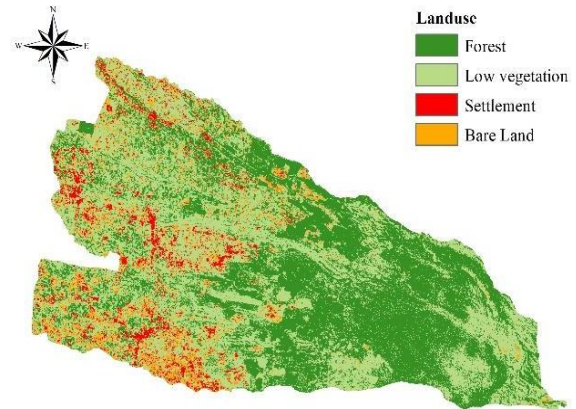 N
W E
S
Landuse
Forest
Low vegetation
Settlement
Bare Land